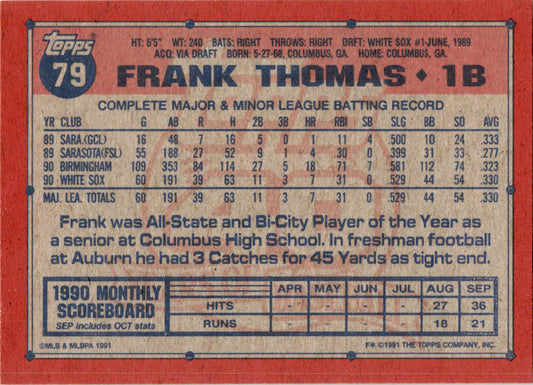 HT: 6'5" WT: 240 BATS: RIGHT THROWS: RIGHT DRFT: WHITE SOX #1-JUNE, 1989
ACQ: VIA DRAFT BORN: 5-27-68, COLUMBUS, GA. HOME: COLUMBUS, GA.
Topps
79
FRANK THOMAS • 1B
COMPLETE MAJOR & MINOR LEAGUE BATTING RECORD
YR CLUB G AB R H 2B 3B HR RBI SB SLG BB SO AVG
89 SARA.(GCL) 16 48 7 16 5 0 1 11 4 .500 10 24 .333
89 SARASOTA(FSL) 55 188 27 52 9 1 4 30 0 .399 31 33 .277
90 BIRMINGHAM 109 353 84 114 27 5 18 71 7 .581 112 74 .323
90 WHITE SOX 60 191 39 63 11 3 7 31 0 .529 44 54 .330
MAJ. LEA. TOTALS 60 191 39 63 11 3 7 31 0 .529 44 54 .330
Frank was All-State and Bi-City Player of the Year as
a senior at Columbus High School. In freshman football
at Auburn he had 3 Catches for 45 Yards as tight end.
1990 MONTHLY
SCOREBOARD
SEP includes OCT stats
APR MAY JUN JUL AUG SEP
HITS - - - - 27 36
RUNS - - - - 18 21
©MLB & MLBPA 1991
F* ©1991 THE TOPPS COMPANY, INC.